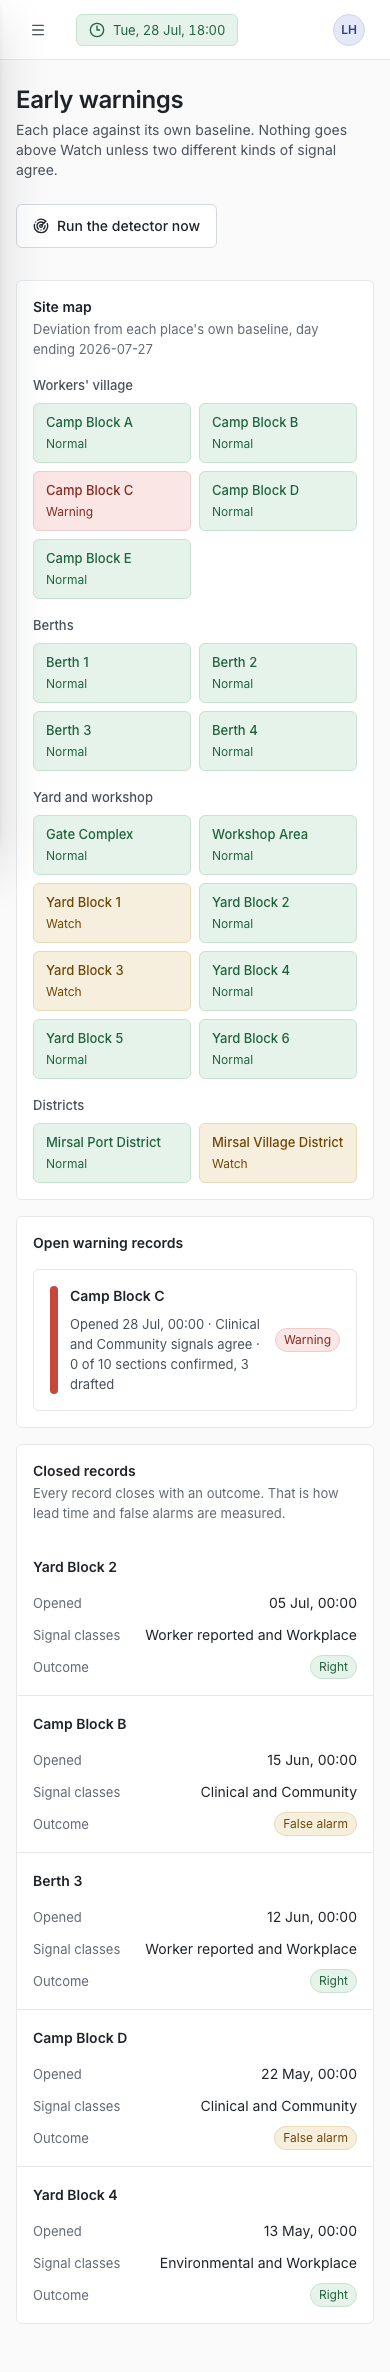 Tue, 28 Jul, 18:00
LH
Early warnings
Each place against its own baseline. Nothing goes
above Watch unless two different kinds of signal
agree.
Run the detector now
Site map
Deviation from each place's own baseline, day
ending 2026-07-27
Workers' village
Camp Block A
Normal
Camp Block B
Normal
Camp Block C
Warning
Camp Block D
Normal
Camp Block E
Normal
Berths
Berth 1
Normal
Berth 2
Normal
Berth 3
Normal
Berth 4
Normal
Yard and workshop
Gate Complex
Normal
Workshop Area
Normal
Yard Block 1
Watch
Yard Block 2
Normal
Yard Block 3
Watch
Yard Block 4
Normal
Yard Block 5
Normal
Yard Block 6
Normal
Districts
Mirsal Port District
Normal
Mirsal Village District
Watch
Open warning records
Camp Block C
Opened 28 Jul, 00:00 · Clinical
and Community signals agree ·
0 of 10 sections confirmed, 3
drafted
Warning
Closed records
Every record closes with an outcome. That is how
lead time and false alarms are measured.
Yard Block 2
Opened 05 Jul, 00:00
Signal classes Worker reported and Workplace
Outcome Right
Camp Block B
Opened 15 Jun, 00:00
Signal classes Clinical and Community
Outcome False alarm
Berth 3
Opened 12 Jun, 00:00
Signal classes Worker reported and Workplace
Outcome Right
Camp Block D
Opened 22 May, 00:00
Signal classes Clinical and Community
Outcome False alarm
Yard Block 4
Opened 13 May, 00:00
Signal classes Environmental and Workplace
Outcome Right